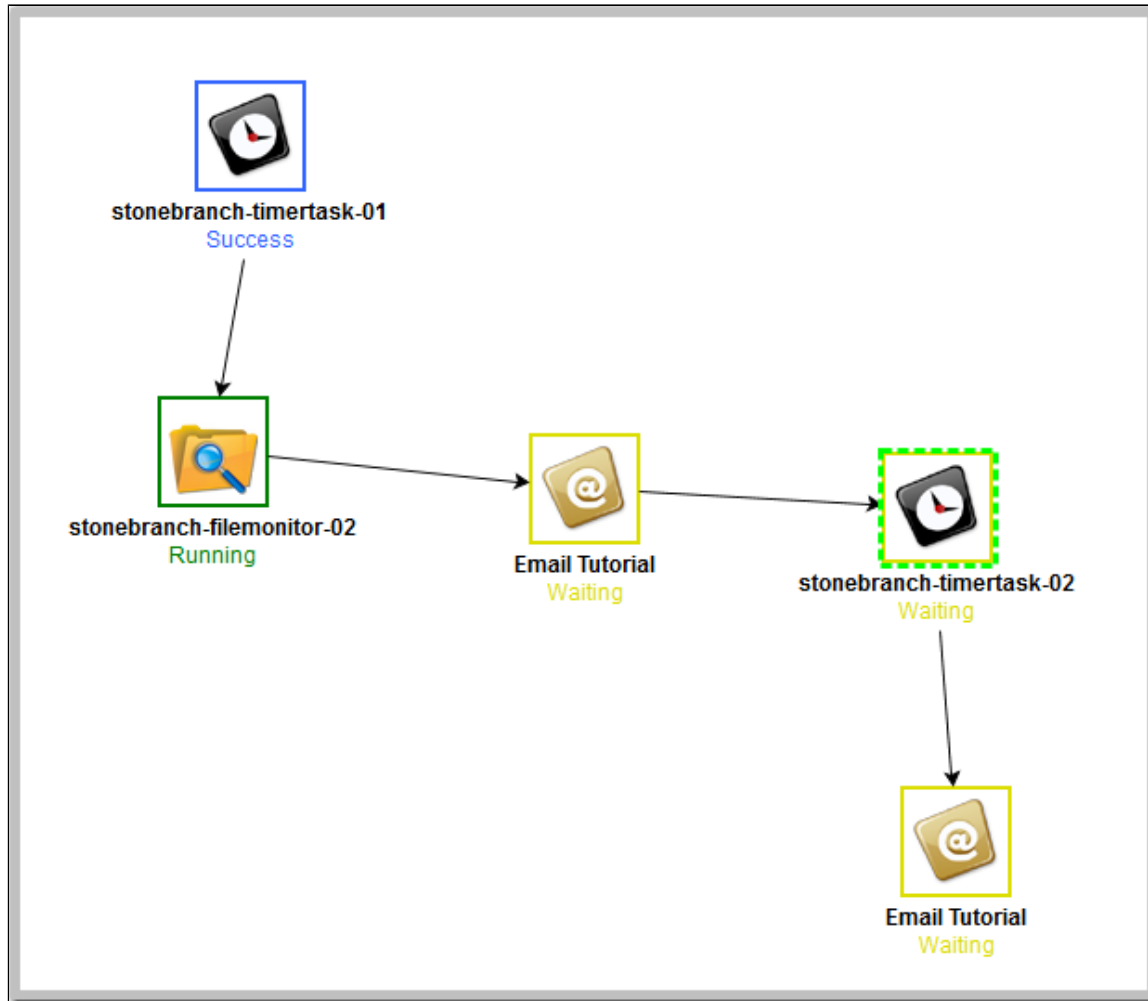 stonebranch-timertask-01
Success
stonebranch-filemonitor-02
Running
Email Tutorial
Waiting
stonebranch-timertask-02
Waiting
Email Tutorial
Waiting